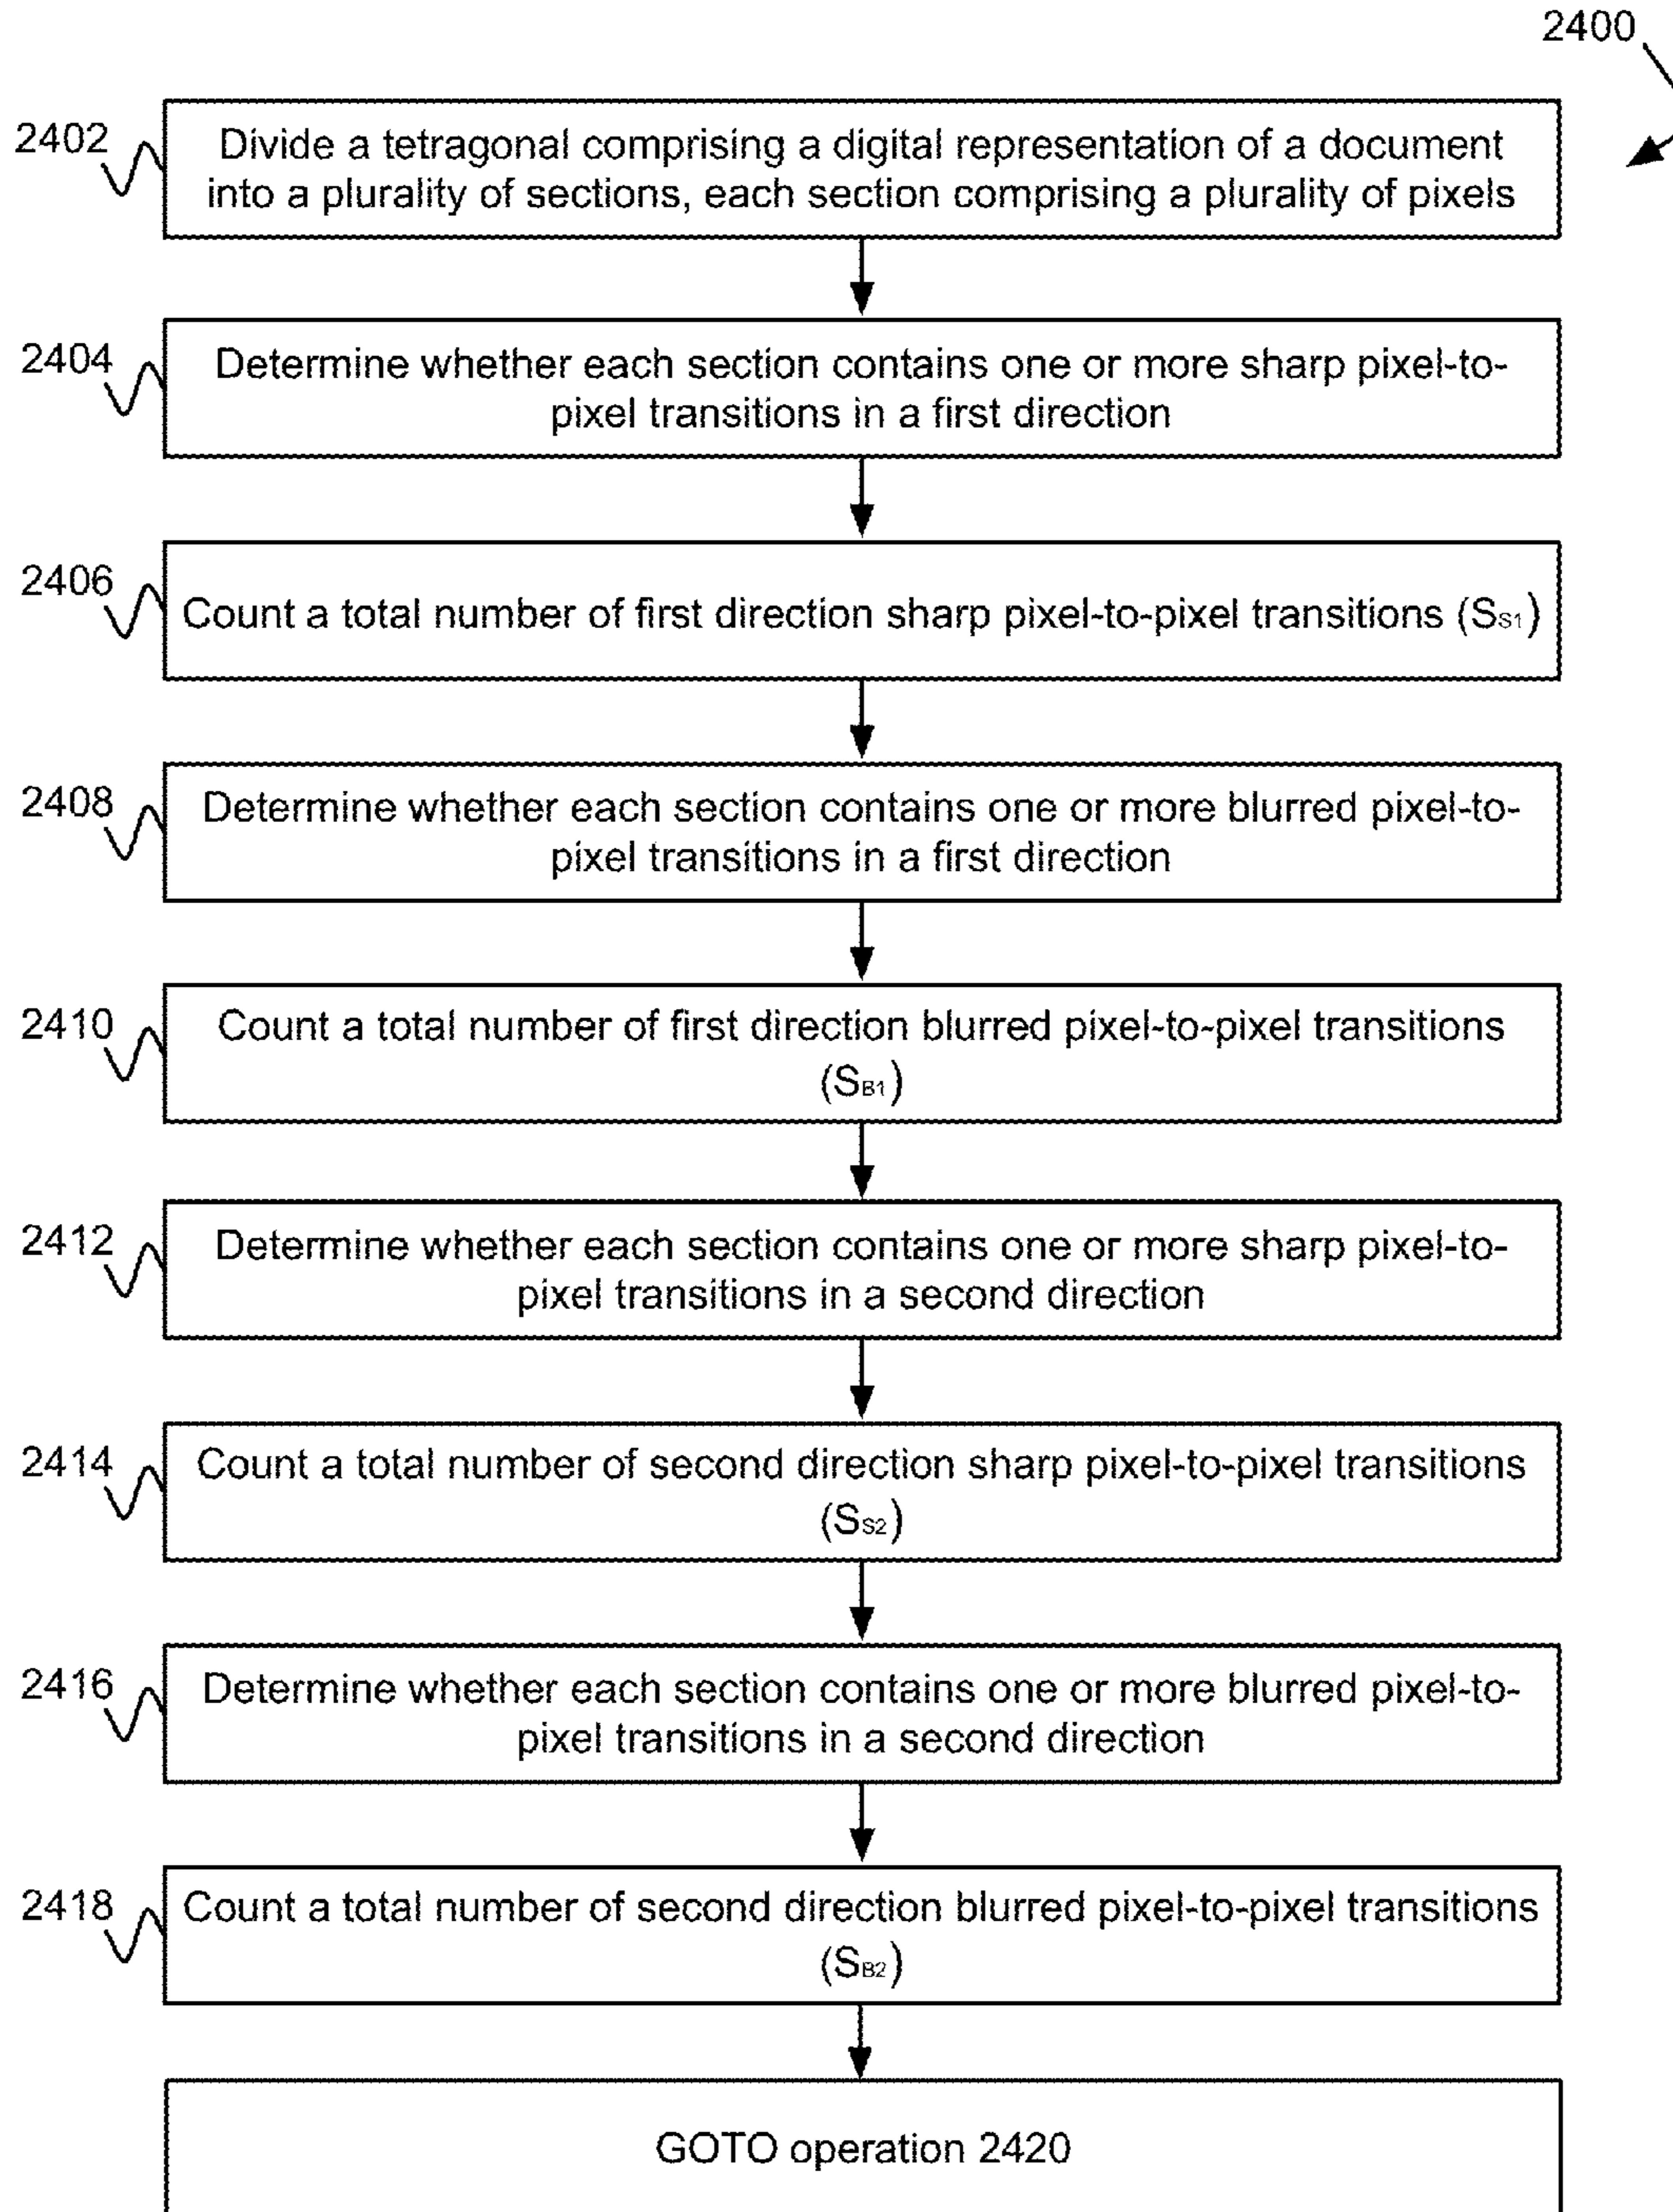 2400
2402
Divide a tetragonal comprising a digital representation of a document
into a plurality of sections, each section comprising a plurality of pixels
2404
Determine whether each section contains one or more sharp pixel-to-
pixel transitions in a first direction
2406
Count a total number of first direction sharp pixel-to-pixel transitions (SS1)
2408
Determine whether each section contains one or more blurred pixel-to-
pixel transitions in a first direction
2410
Count a total number of first direction blurred pixel-to-pixel transitions
(SB1)
2412
Determine whether each section contains one or more sharp pixel-to-
pixel transitions in a second direction
2414
Count a total number of second direction sharp pixel-to-pixel transitions
(SS2)
2416
Determine whether each section contains one or more blurred pixel-to-
pixel transitions in a second direction
2418
Count a total number of second direction blurred pixel-to-pixel transitions
(SB2)
GOTO operation 2420